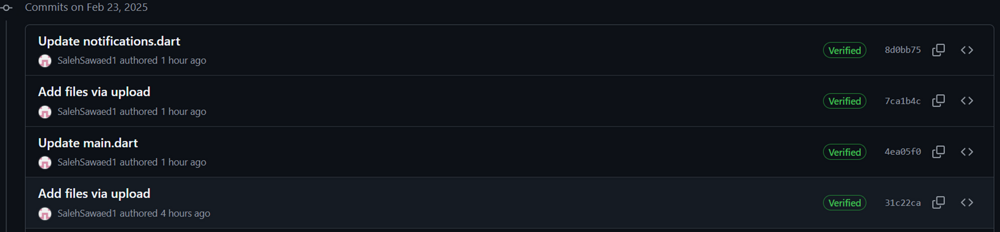 Commits on Feb 23, 2025
Update notifications.dart
SalehSawaed1 authored 1 hour ago
Verified
8d0bb75
Add files via upload
SalehSawaed1 authored 1 hour ago
Verified
7ca1b4c
Update main.dart
SalehSawaed1 authored 1 hour ago
Verified
4ea05f0
Add files via upload
SalehSawaed1 authored 4 hours ago
Verified
31c22ca